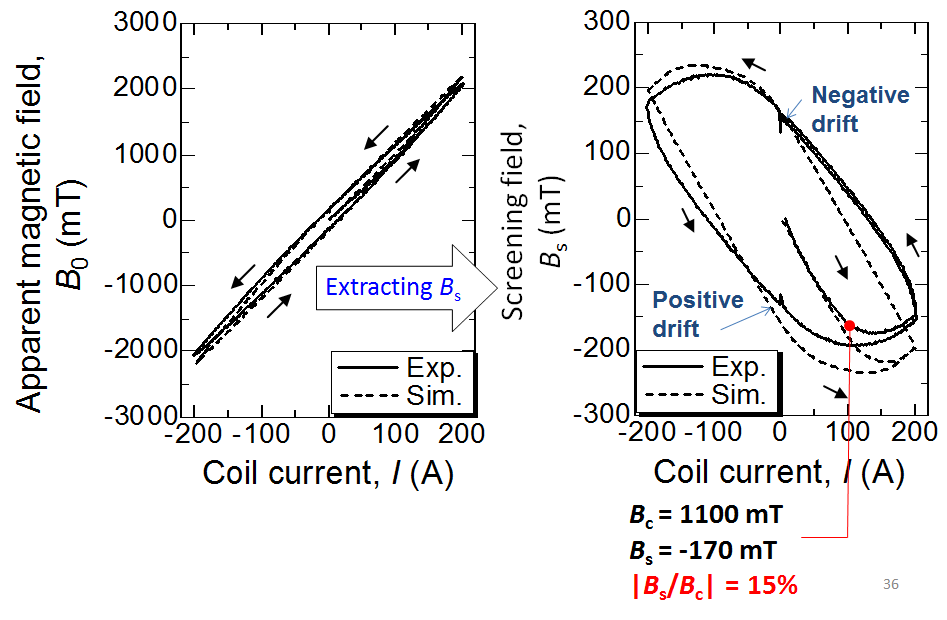 Apparent magnetic field,
B0 (mT)
3000
2000
1000
0
-1000
-2000
-3000
-200 -100 0 100 200
Coil current, I (A)
Exp.
Sim.
Extracting Bs
Screening field,
Bs (mT)
300
200
100
0
-100
-200
-300
-200 -100 0 100 200
Coil current, I (A)
Negative
drift
Positive
drift
Exp.
Sim.
Bc = 1100 mT
Bs = -170 mT
|Bs/Bc| = 15%
36